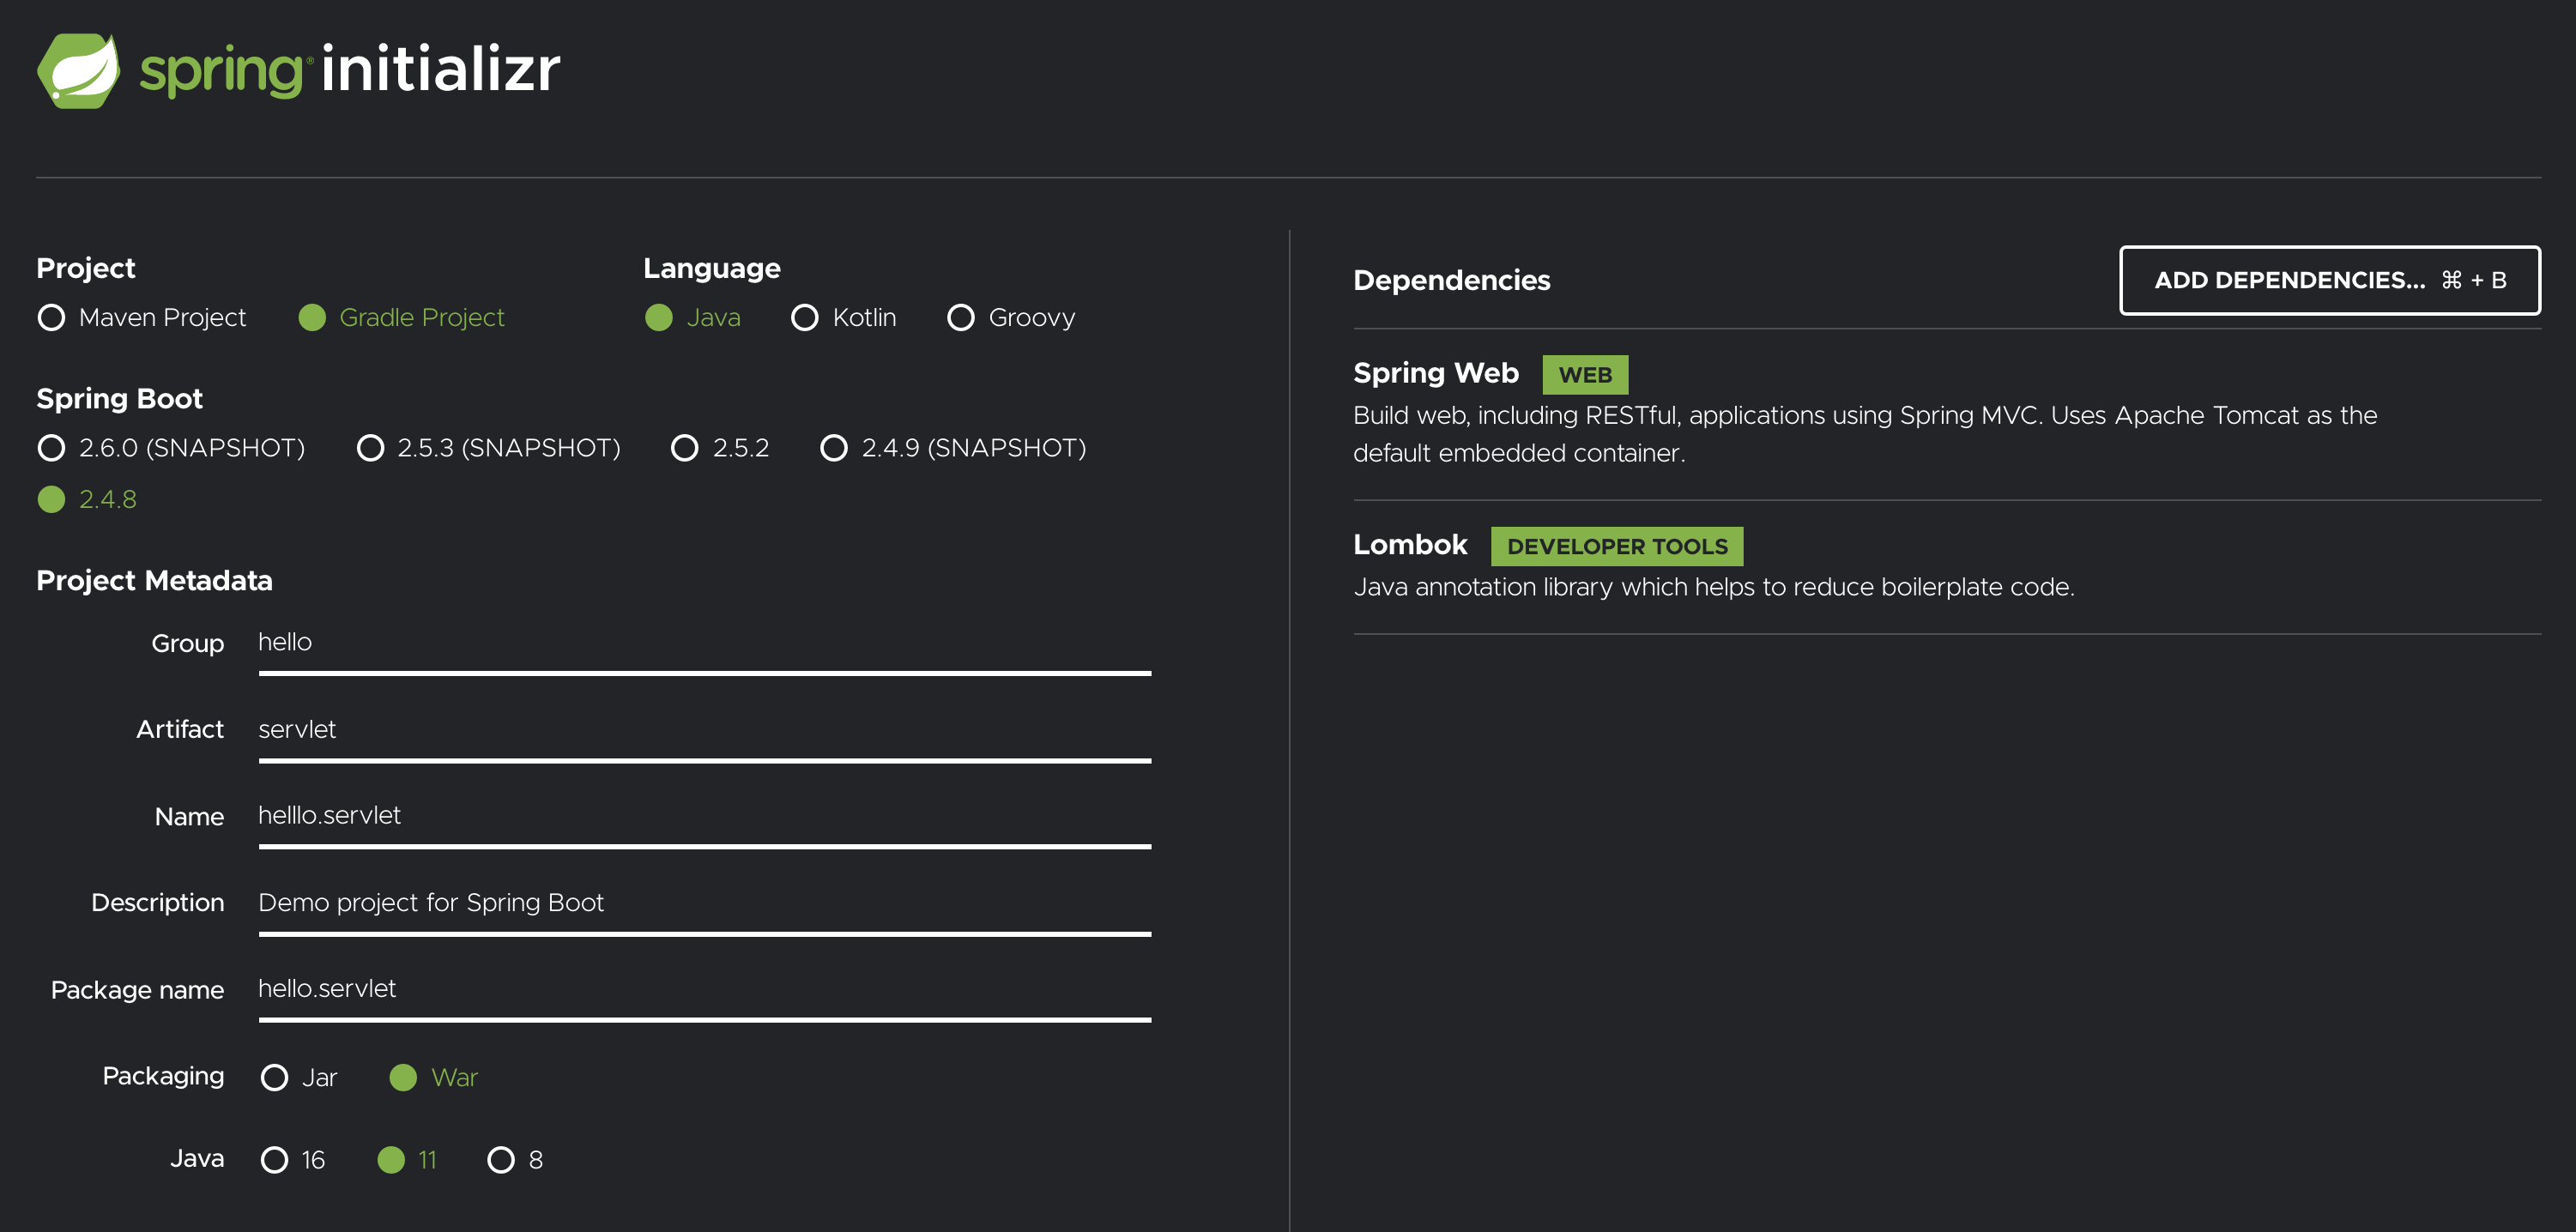 spring® initializr
Project
Maven Project Gradle Project
Language
Java Kotlin Groovy
Spring Boot
2.6.0 (SNAPSHOT) 2.5.3 (SNAPSHOT) 2.5.2 2.4.9 (SNAPSHOT)
2.4.8
Project Metadata
Group hello
Artifact servlet
Name helllo.servlet
Description Demo project for Spring Boot
Package name hello.servlet
Packaging Jar War
Java 16 11 8
Dependencies
ADD DEPENDENCIES... ⌘ + B
Spring Web WEB
Build web, including RESTful, applications using Spring MVC. Uses Apache Tomcat as the
default embedded container.
Lombok DEVELOPER TOOLS
Java annotation library which helps to reduce boilerplate code.